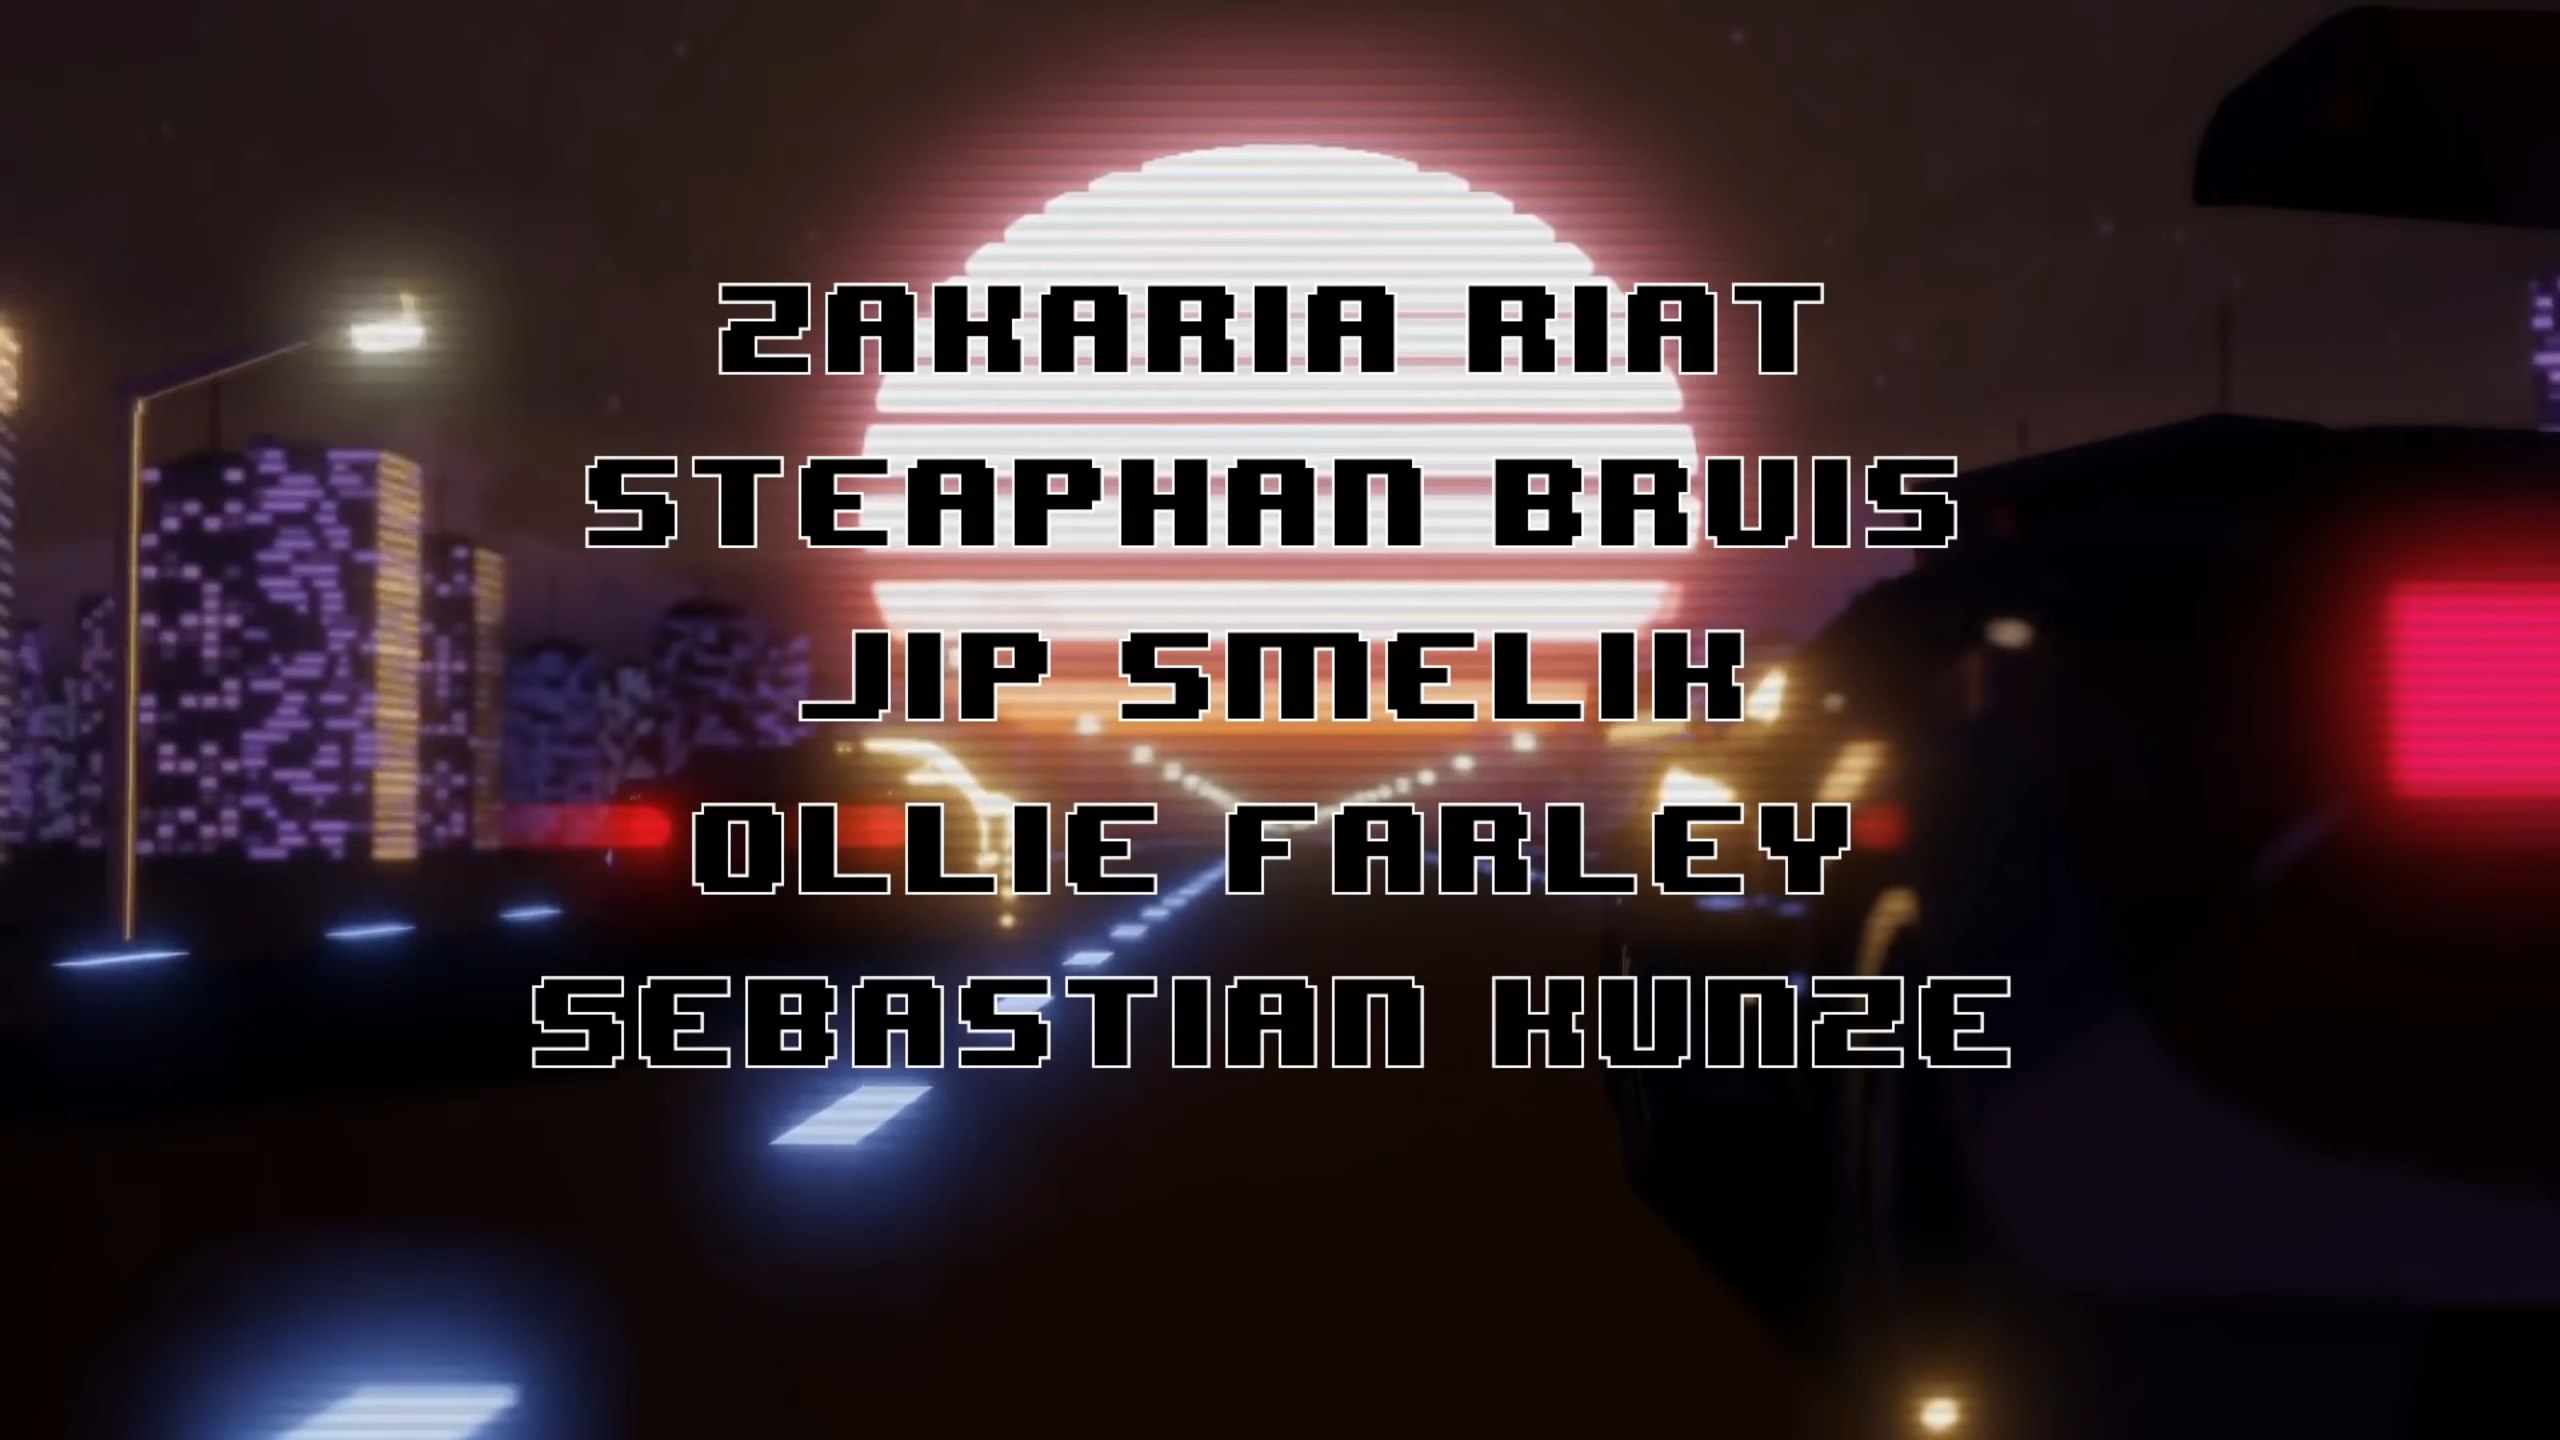 ZAKARIA RIAT
STEAPHAN BRUIS
JIP SMELIK
OLLIE FARLEY
SEBASTIAN KUNZE